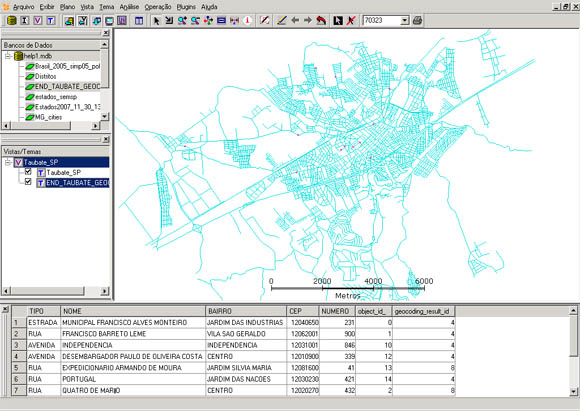 Arquivo Exibir Plano Vista Tema Análise Operação Plugins Ajuda
70323
Bancos de Dados
help1.mdb
Brasil_2005_simp05_pol
Distritos
END_TAUBATE_GEOC
estados_semisp
Estados2007_11_30_13
MG_cities
Vistas/Temas
Taubate_SP
Taubate_SP
END_TAUBATE_GEOC
0 2000 4000 6000
Metros
TIPO NOME BAIRRO CEP NUMERO object_id_ geocoding_result_id
1 ESTRADA MUNICIPAL FRANCISCO ALVES MONTEIRO JARDIM DAS INDUSTRIAS 12040650 231 0 4
2 RUA FRANCISCO BARRETO LEME VILA SAO GERALDO 12062001 900 1 4
3 AVENIDA INDEPENDENCIA INDEPENDENCIA 12031001 846 10 4
4 AVENIDA DESEMBARGADOR PAULO DE OLIVEIRA COSTA CENTRO 12010900 339 12 4
5 RUA EXPEDICIONARIO ARMANDO DE MOURA JARDIM SILVIA MARIA 12081600 41 13 8
6 RUA PORTUGAL JARDIM DAS NACOES 12030230 421 14 4
7 RUA QUATRO DE MARIO CENTRO 12020270 432 2 8